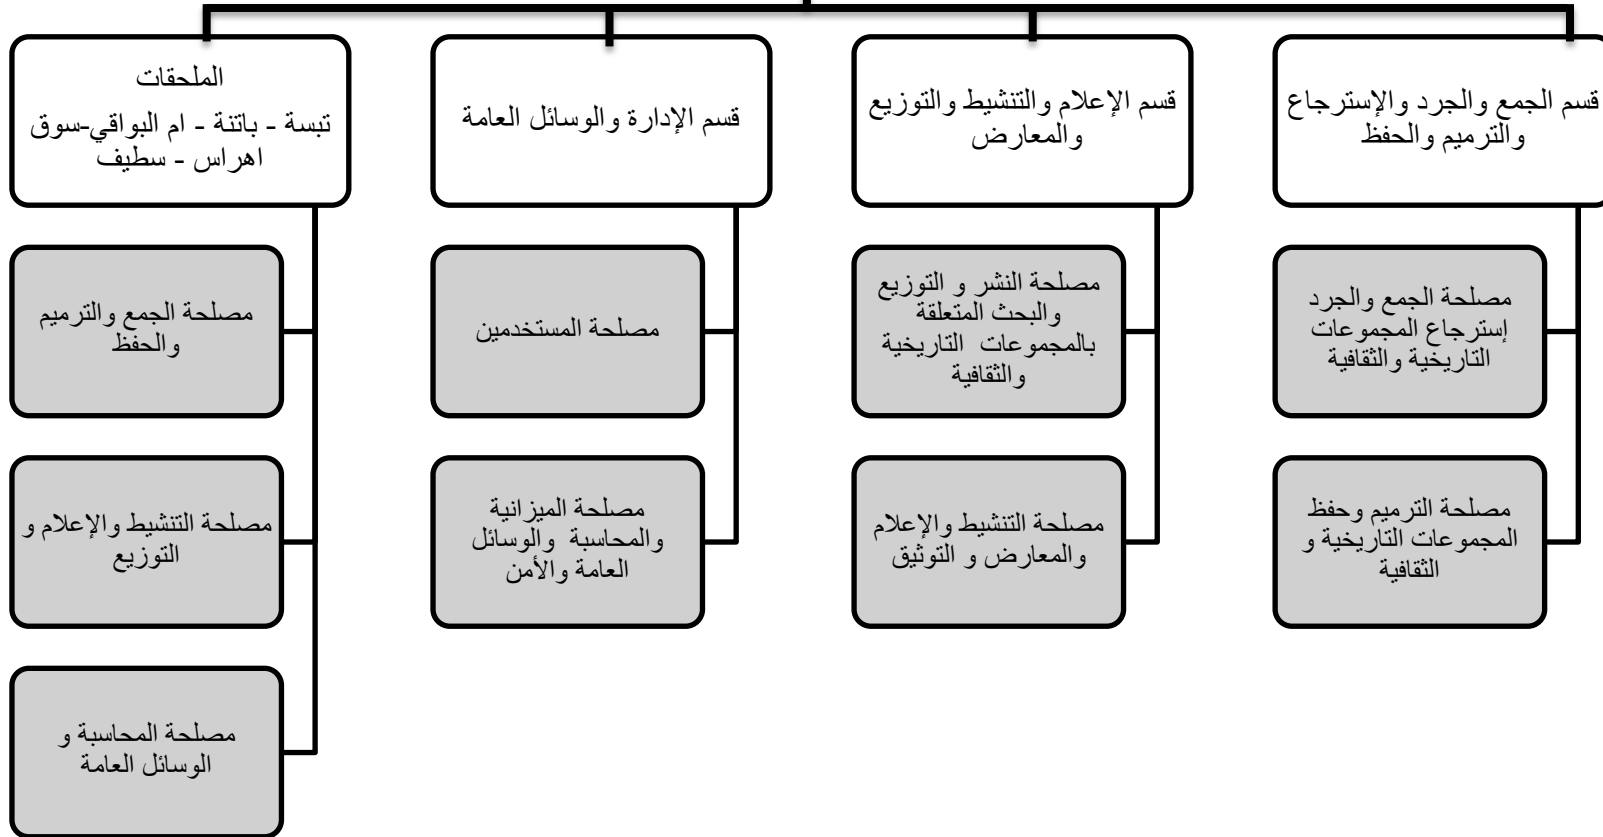 قسم الجمع والجرد والإسترجاع
والترميم والحفظ
قسم الإعلام والتنشيط والتوزيع
والمعارض
قسم الإدارة والوسائل العامة
الملحقات
تبسة - باتنة - ام البواقي-سوق
اهراس - سطيف
مصلحة الجمع والجرد
إسترجاع المجموعات
التاريخية والثقافية
مصلحة الترميم وحفظ
المجموعات التاريخية و
الثقافية
مصلحة النشر و التوزيع
والبحث المتعلقة
بالمجموعات التاريخية
والثقافية
مصلحة التنشيط والإعلام
والمعارض و التوثيق
مصلحة المستخدمين
مصلحة الميزانية
والمحاسبة والوسائل
العامة والأمن
مصلحة الجمع والترميم
والحفظ
مصلحة التنشيط والإعلام و
التوزيع
مصلحة المحاسبة و
الوسائل العامة